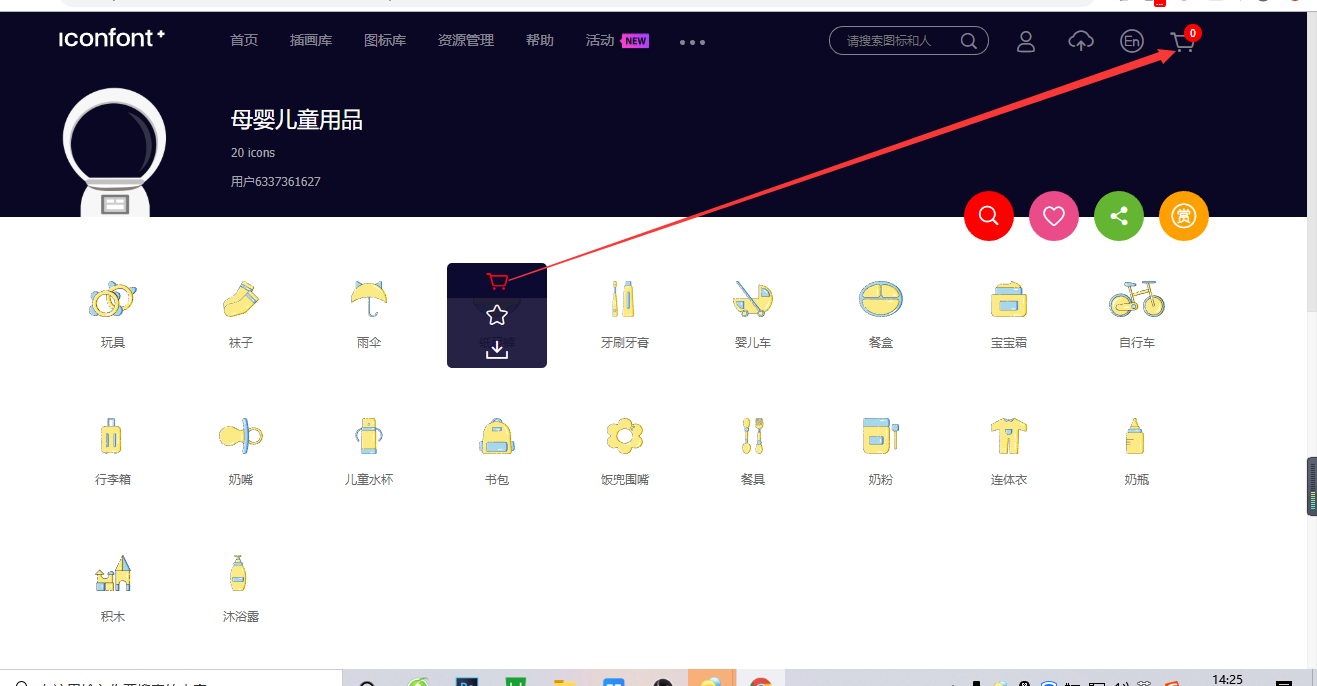 iconfont+
首页 插画库 图标库 资源管理 帮助 活动 NEW
请搜索图标和人
En
0
母婴儿童用品
20 icons
用户6337361627
赏
玩具 袜子 雨伞 牙刷牙膏 婴儿车 餐盒 宝宝霜 自行车
行李箱 奶嘴 儿童水杯 书包 饭兜围嘴 餐具 奶粉 连体衣 奶瓶
积木 沐浴露
14:25